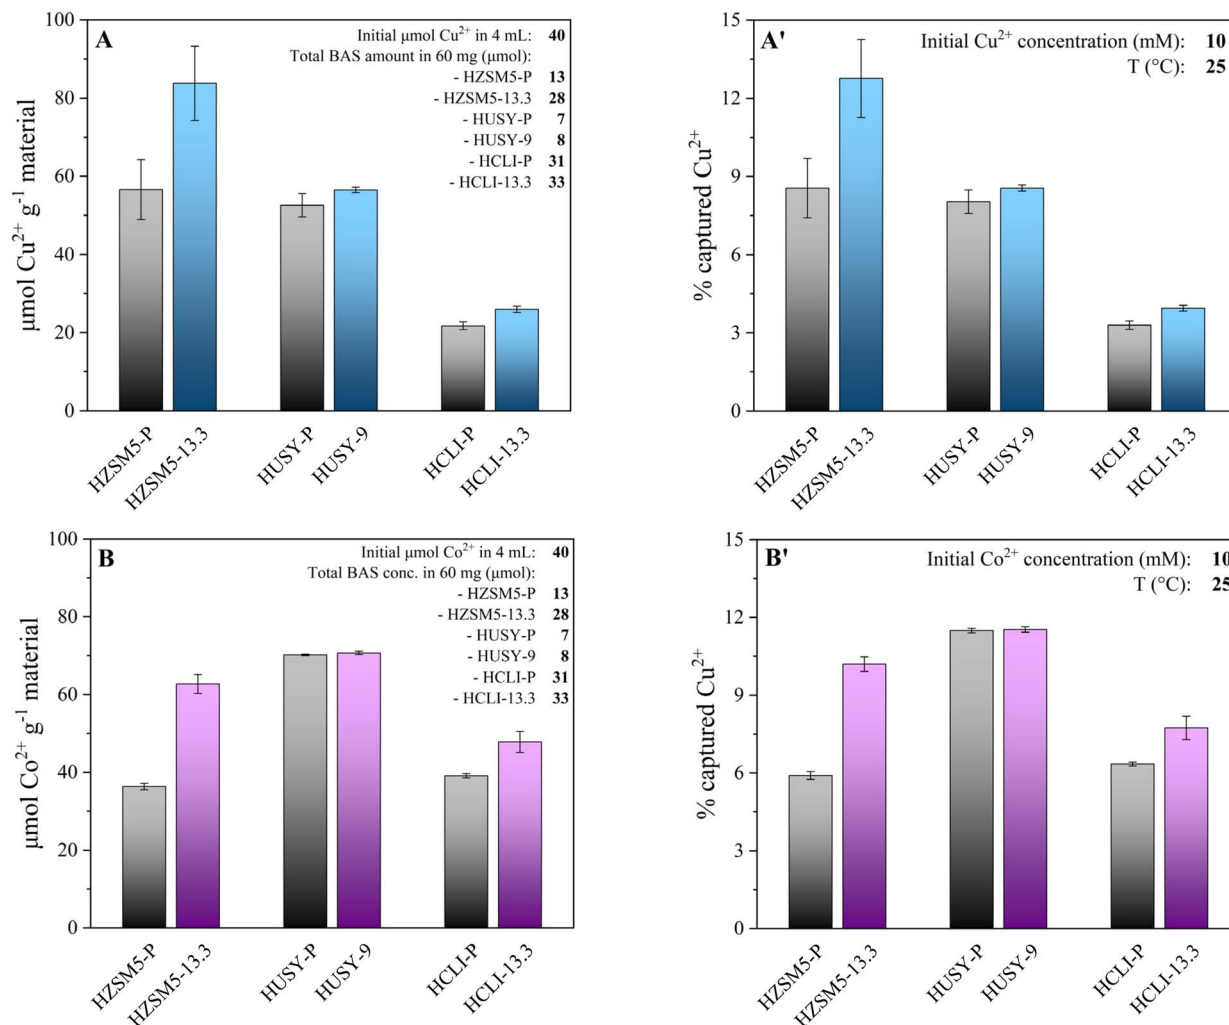 A
Initial μmol Cu²⁺ in 4 mL: 40
Total BAS amount in 60 mg (μmol):
- HZSM5-P 13
- HZSM5-13.3 28
- HUSY-P 7
- HUSY-9 8
- HCLI-P 31
- HCLI-13.3 33
μmol Cu²⁺ g⁻¹ material
100
80
60
40
20
0
HZSM5-P
HZSM5-13.3
HUSY-P
HUSY-9
HCLI-P
HCLI-13.3
A'
Initial Cu²⁺ concentration (mM): 10
T (°C): 25
% captured Cu²⁺
15
12
9
6
3
0
HZSM5-P
HZSM5-13.3
HUSY-P
HUSY-9
HCLI-P
HCLI-13.3
B
Initial μmol Co²⁺ in 4 mL: 40
Total BAS conc. in 60 mg (μmol):
- HZSM5-P 13
- HZSM5-13.3 28
- HUSY-P 7
- HUSY-9 8
- HCLI-P 31
- HCLI-13.3 33
μmol Co²⁺ g⁻¹ material
100
80
60
40
20
0
HZSM5-P
HZSM5-13.3
HUSY-P
HUSY-9
HCLI-P
HCLI-13.3
B'
Initial Co²⁺ concentration (mM): 10
T (°C): 25
% captured Cu²⁺
15
12
9
6
3
0
HZSM5-P
HZSM5-13.3
HUSY-P
HUSY-9
HCLI-P
HCLI-13.3